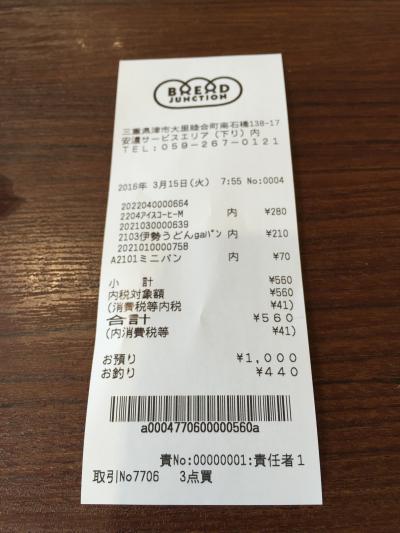 BREAD
JUNCTION
三重県津市大里睦合町南石橋138-17
安濃サービスエリア（下り）内
TEL:059-267-0121
2016年 3月15日(火) 7:55 No:0004
2022040000664
2204アイスコーヒーM 内 ¥280
2021030000639
2103伊勢うどんgaパン 内 ¥210
2021010000758
A2101ミニパン 内 ¥70
小 計 ¥560
内税対象額 ¥560
(消費税等内税 ¥41)
合計 ¥560
(内消費税等 ¥41)
お預り ¥1,000
お釣り ¥440
a0004770600000560a
責No:00000001:責任者1
取引No7706 3点買